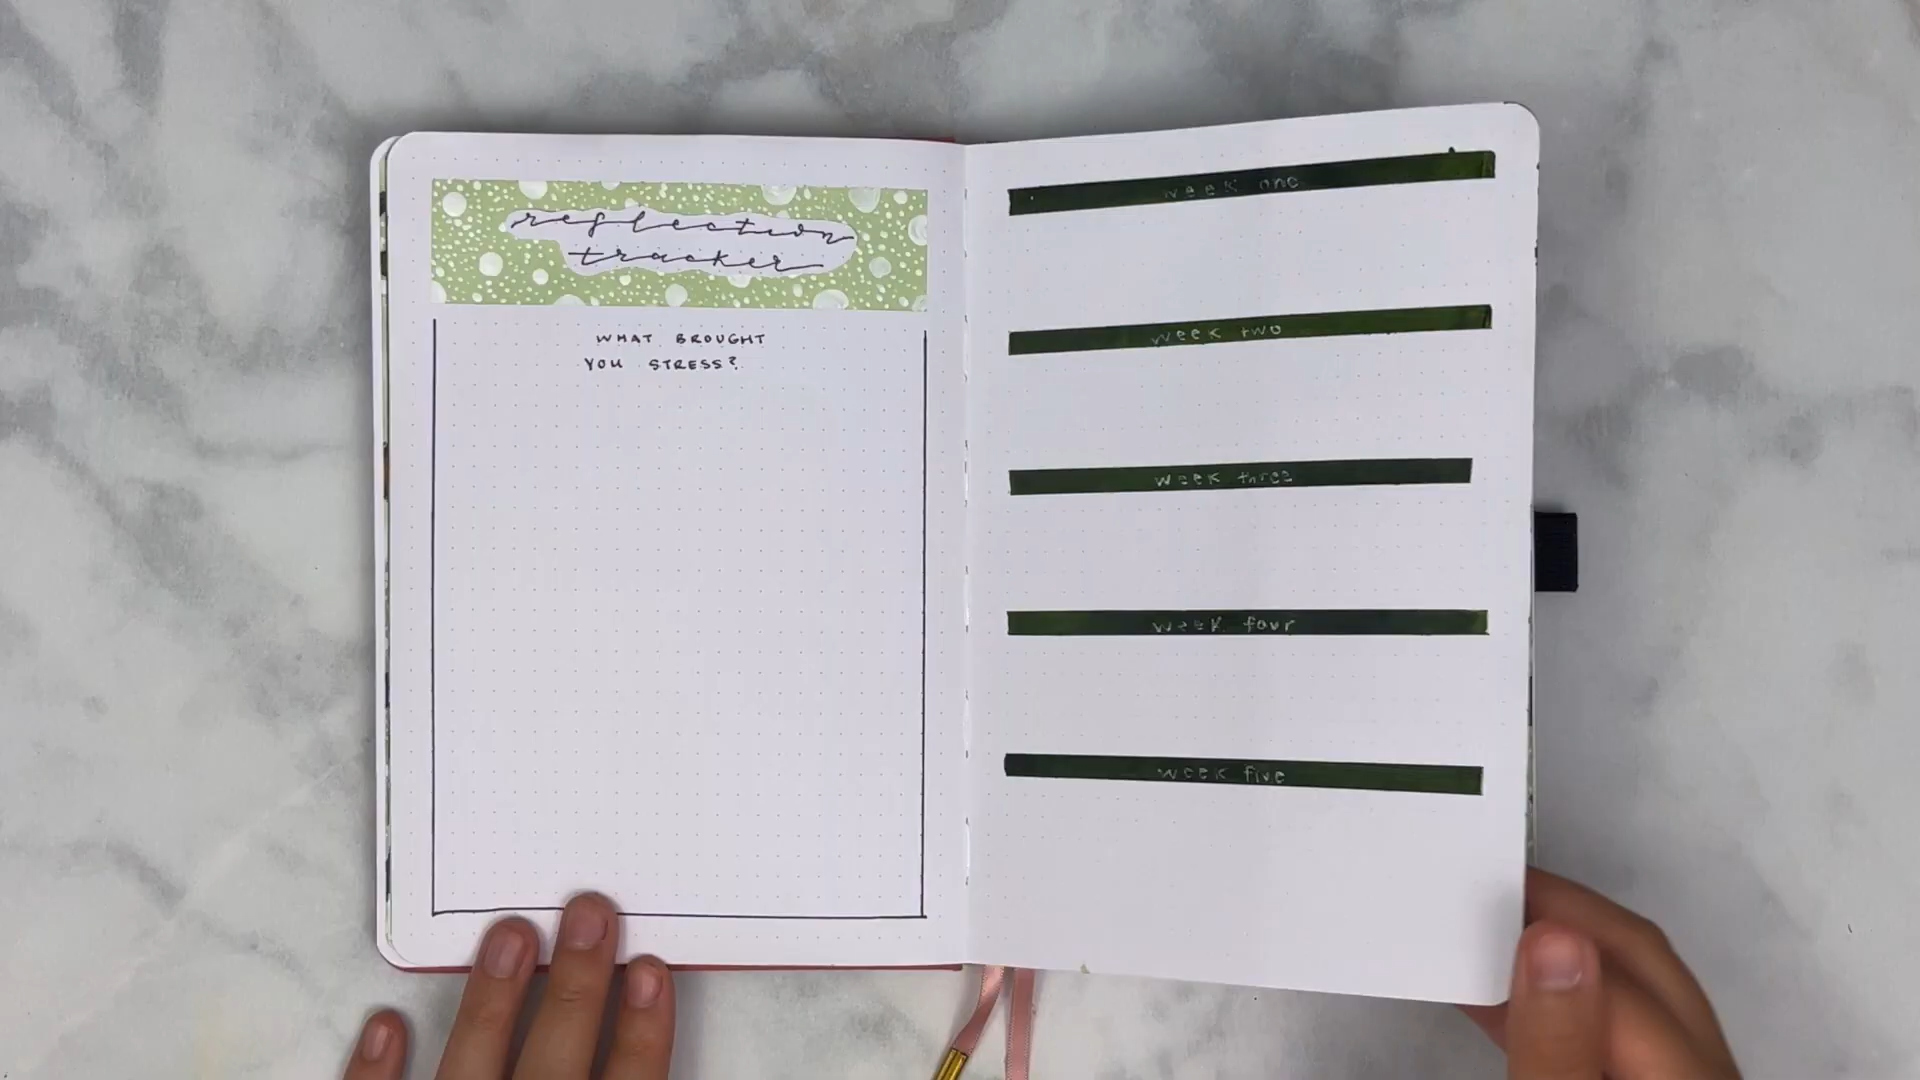 reflection
tracker
WHAT BROUGHT
YOU STRESS?
week one
week two
week three
week four
week five